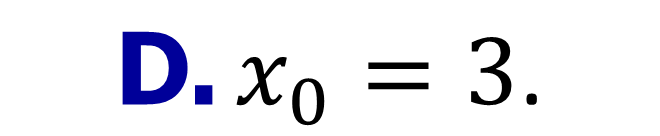 D. x₀ = 3.